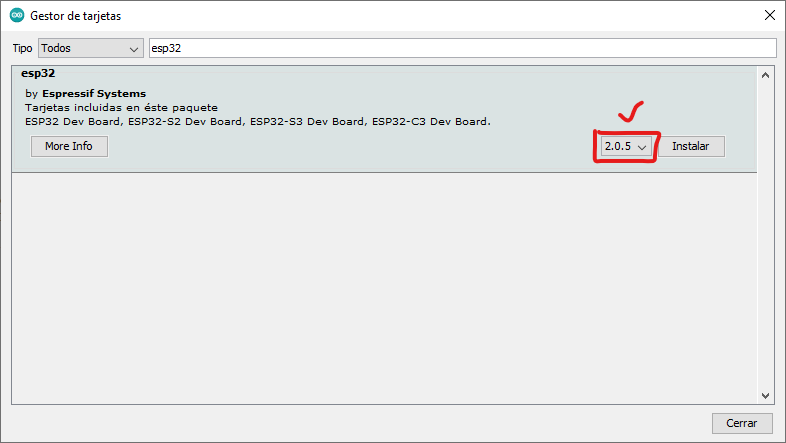 Gestor de tarjetas
Tipo Todos esp32
esp32
by Espressif Systems
Tarjetas incluidas en éste paquete
ESP32 Dev Board, ESP32-S2 Dev Board, ESP32-S3 Dev Board, ESP32-C3 Dev Board.
More Info 2.0.5 Instalar
Cerrar